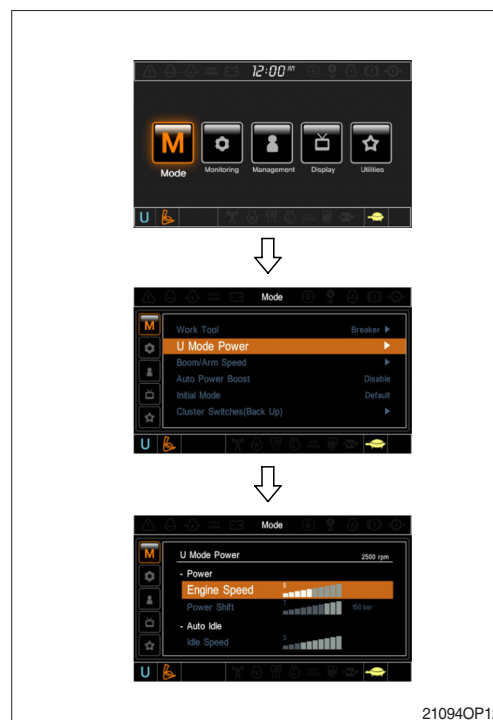 12:00 AM
M
Mode
Monitoring
Management
Display
Utilities
U
Mode
M
Work Tool Breaker
U Mode Power
Boom/Arm Speed
Auto Power Boost Disable
Initial Mode Default
Cluster Switches(Back Up)
U
Mode
M
U Mode Power 2500 rpm
- Power
Engine Speed 5
Power Shift 7 150 bar
- Auto Idle
Idle Speed 3
U
21094OP12